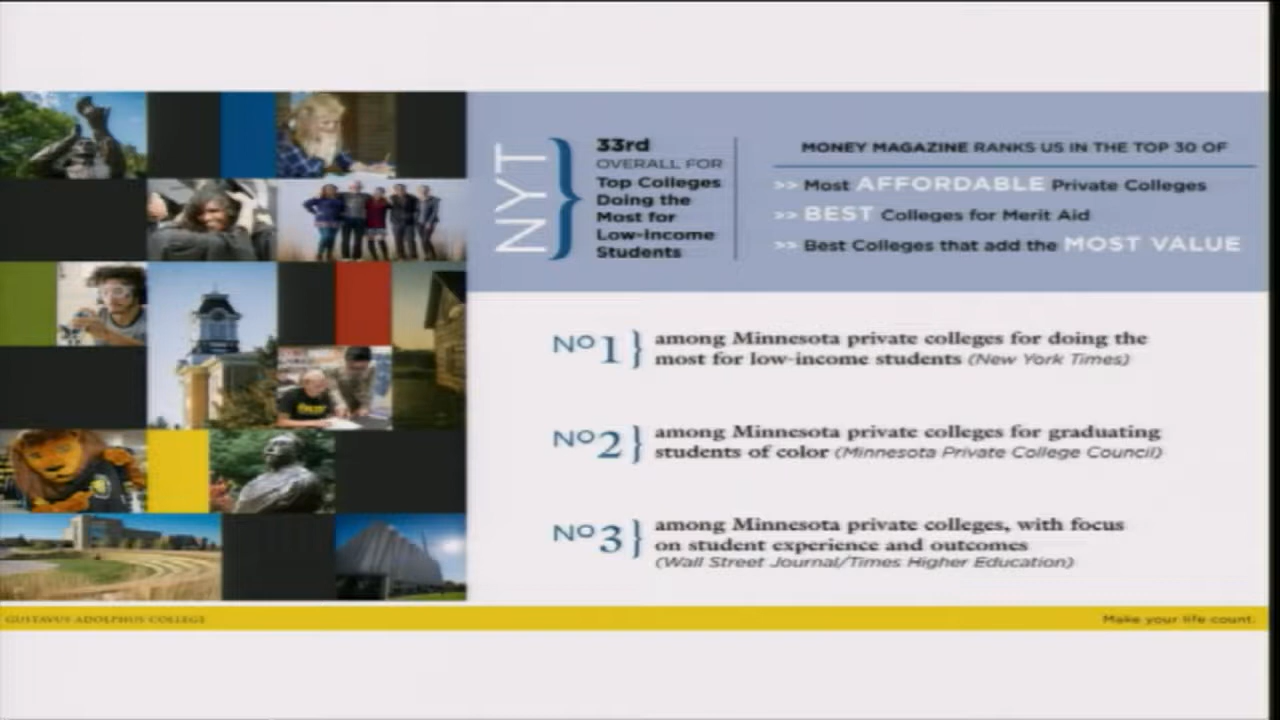 NYT
33rd
OVERALL FOR
Top Colleges
Doing the
Most for
Low-Income
Students
MONEY MAGAZINE RANKS US IN THE TOP 30 OF
>> Most AFFORDABLE Private Colleges
>> BEST Colleges for Merit Aid
>> Best Colleges that add the MOST VALUE
Nº1 } among Minnesota private colleges for doing the
most for low-income students (New York Times)
Nº2 } among Minnesota private colleges for graduating
students of color (Minnesota Private College Council)
Nº3 } among Minnesota private colleges, with focus
on student experience and outcomes
(Wall Street Journal/Times Higher Education)
GUSTAVUS ADOLPHUS COLLEGE
Make your life count.